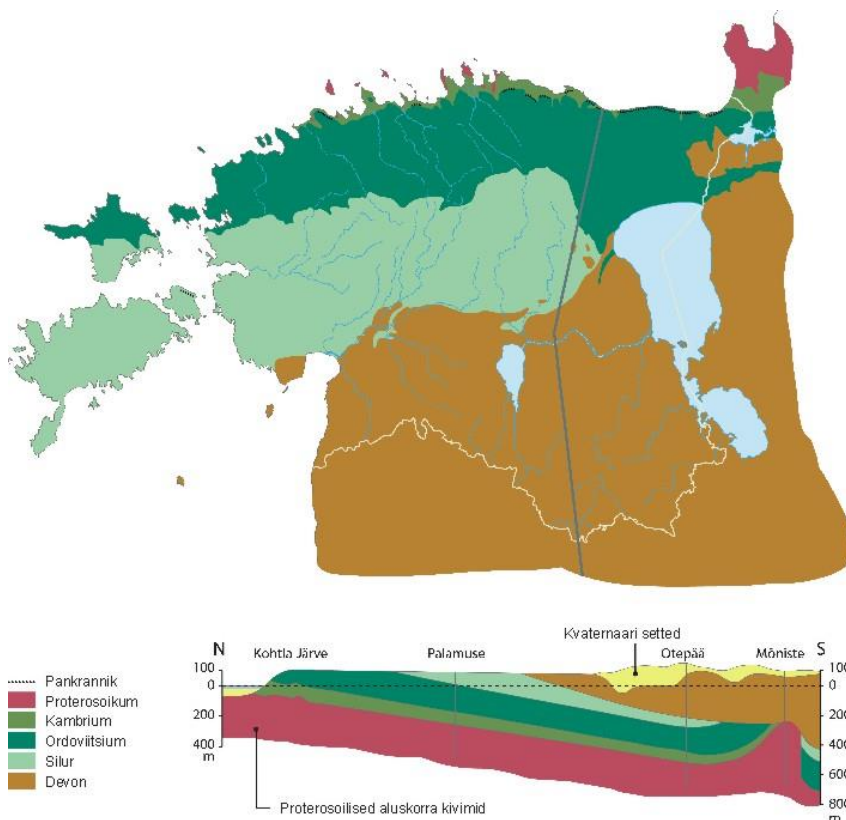 Kvaternaari setted
N
Kohtla Järve
Palamuse
Otepää
Mõniste
S
100
0
200
400
m
100
0
200
400
600
800
m
Pankrannik
Proterosoikum
Kambrium
Ordoviitsium
Silur
Devon
Proterosoilised aluskorra kivimid